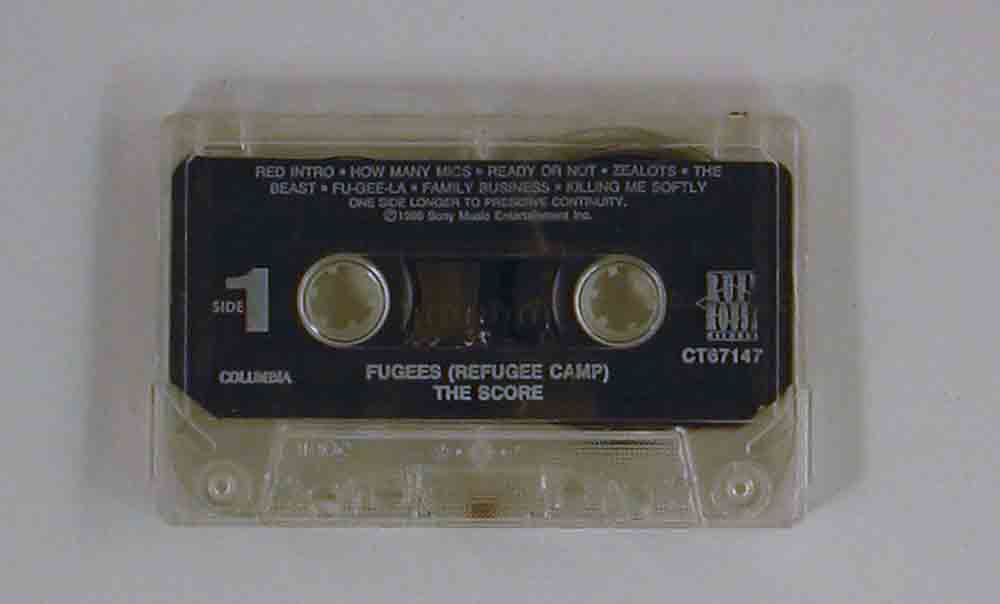 RED INTRO • HOW MANY MICS • READY OR NOT • ZEALOTS • THE
BEAST • FU-GEE-LA • FAMILY BUSINESS • KILLING ME SOFTLY
ONE SIDE LONGER TO PRESERVE CONTINUITY.
©1996 Sony Music Entertainment Inc.
SIDE 1
CT67147
COLUMBIA
FUGEES (REFUGEE CAMP)
THE SCORE